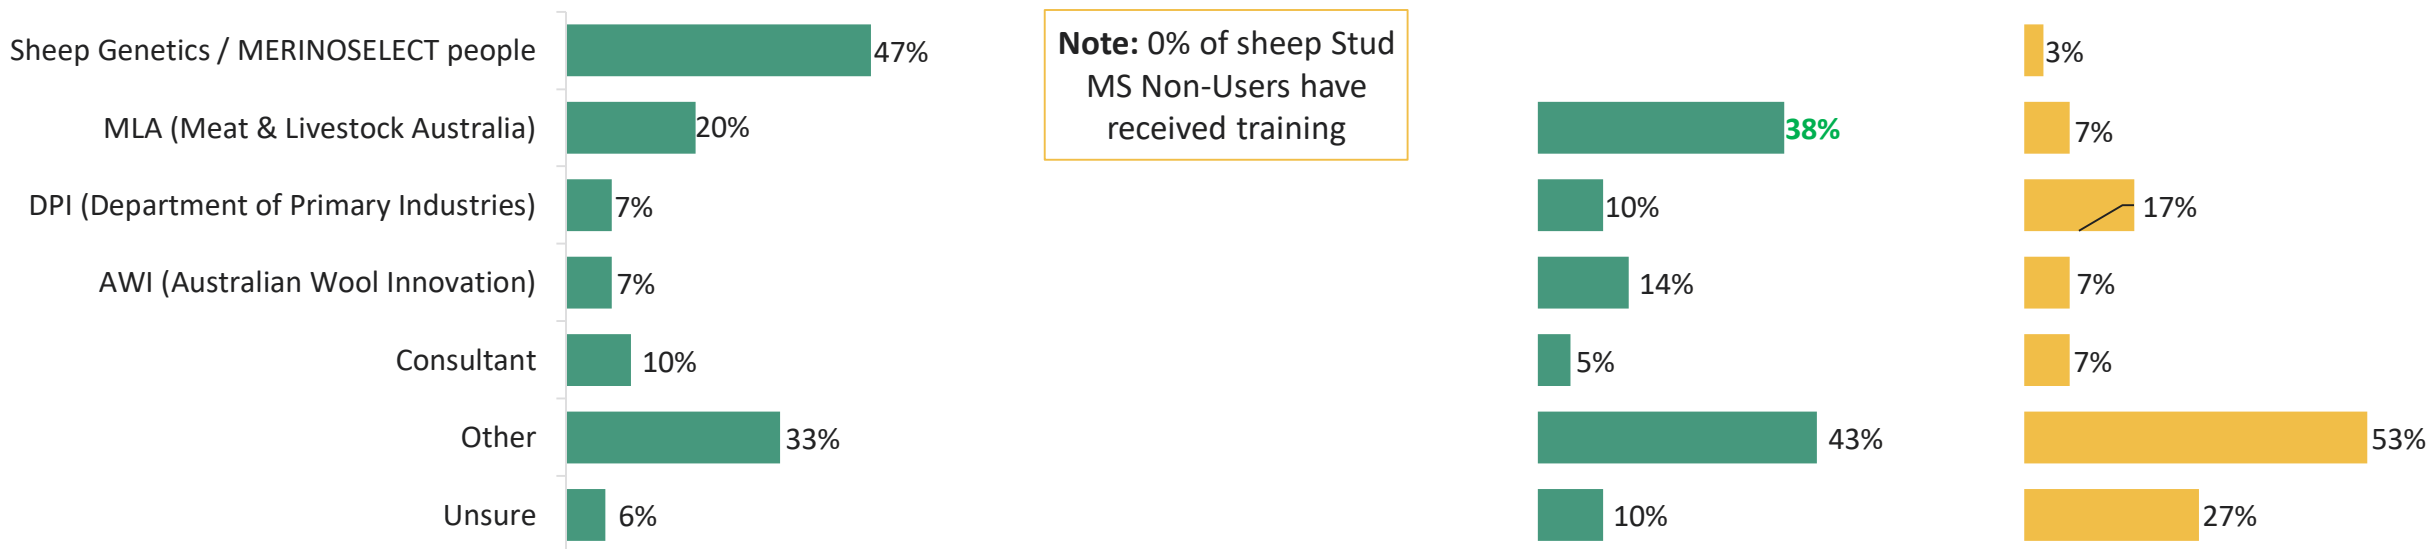 Sheep Genetics / MERINOSELECT people 47% 3%
Note: 0% of sheep Stud
MS Non-Users have
received training
MLA (Meat & Livestock Australia) 20% 38% 7%
DPI (Department of Primary Industries) 7% 10% 17%
AWI (Australian Wool Innovation) 7% 14% 7%
Consultant 10% 5% 7%
Other 33% 43% 53%
Unsure 6% 10% 27%